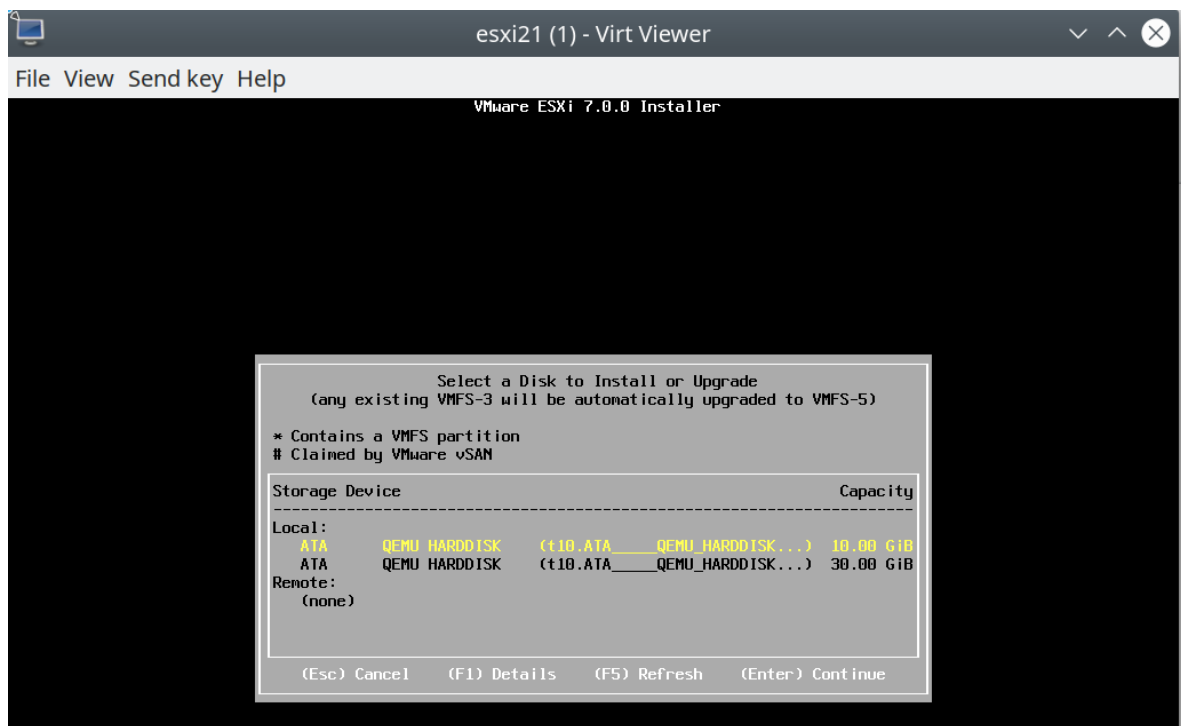 esxi21 (1) - Virt Viewer
File View Send key Help
VMware ESXi 7.0.0 Installer
Select a Disk to Install or Upgrade
(any existing VMFS-3 will be automatically upgraded to VMFS-5)
* Contains a VMFS partition
# Claimed by VMware vSAN
Storage Device Capacity
--------------------------------------------------------------------
Local:
ATA QEMU HARDDISK (t10.ATA_____QEMU_HARDDISK...) 10.00 GiB
ATA QEMU HARDDISK (t10.ATA_____QEMU_HARDDISK...) 30.00 GiB
Remote:
(none)
(Esc) Cancel (F1) Details (F5) Refresh (Enter) Continue